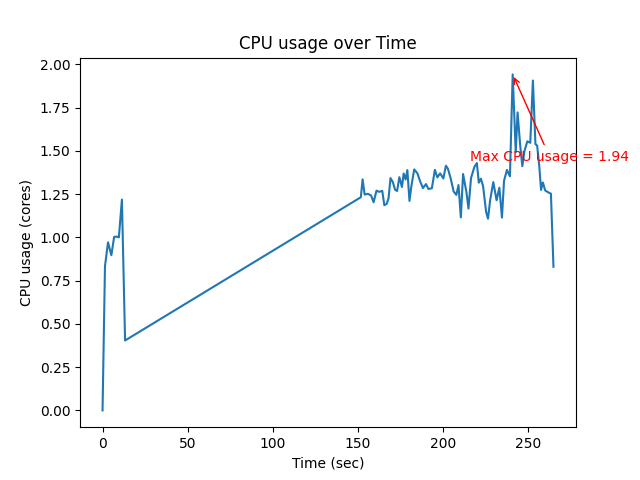 CPU usage over Time
CPU usage (cores)
2.00
1.75
1.50
1.25
1.00
0.75
0.50
0.25
0.00
Max CPU usage = 1.94
0 50 100 150 200 250
Time (sec)